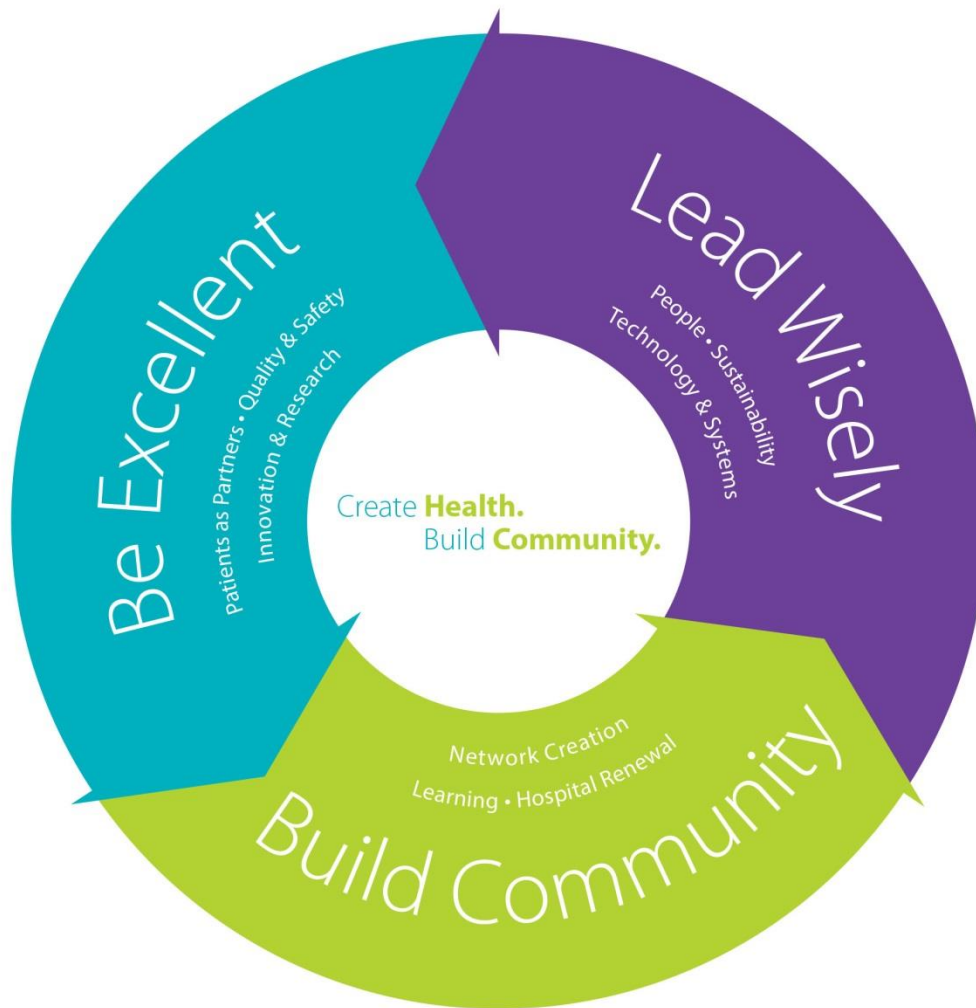 Lead Wisely
People • Sustainability
Technology & Systems
Be Excellent
Patients as Partners • Quality & Safety
Innovation & Research
Create Health.
Build Community.
Network Creation
Learning • Hospital Renewal
Build Community